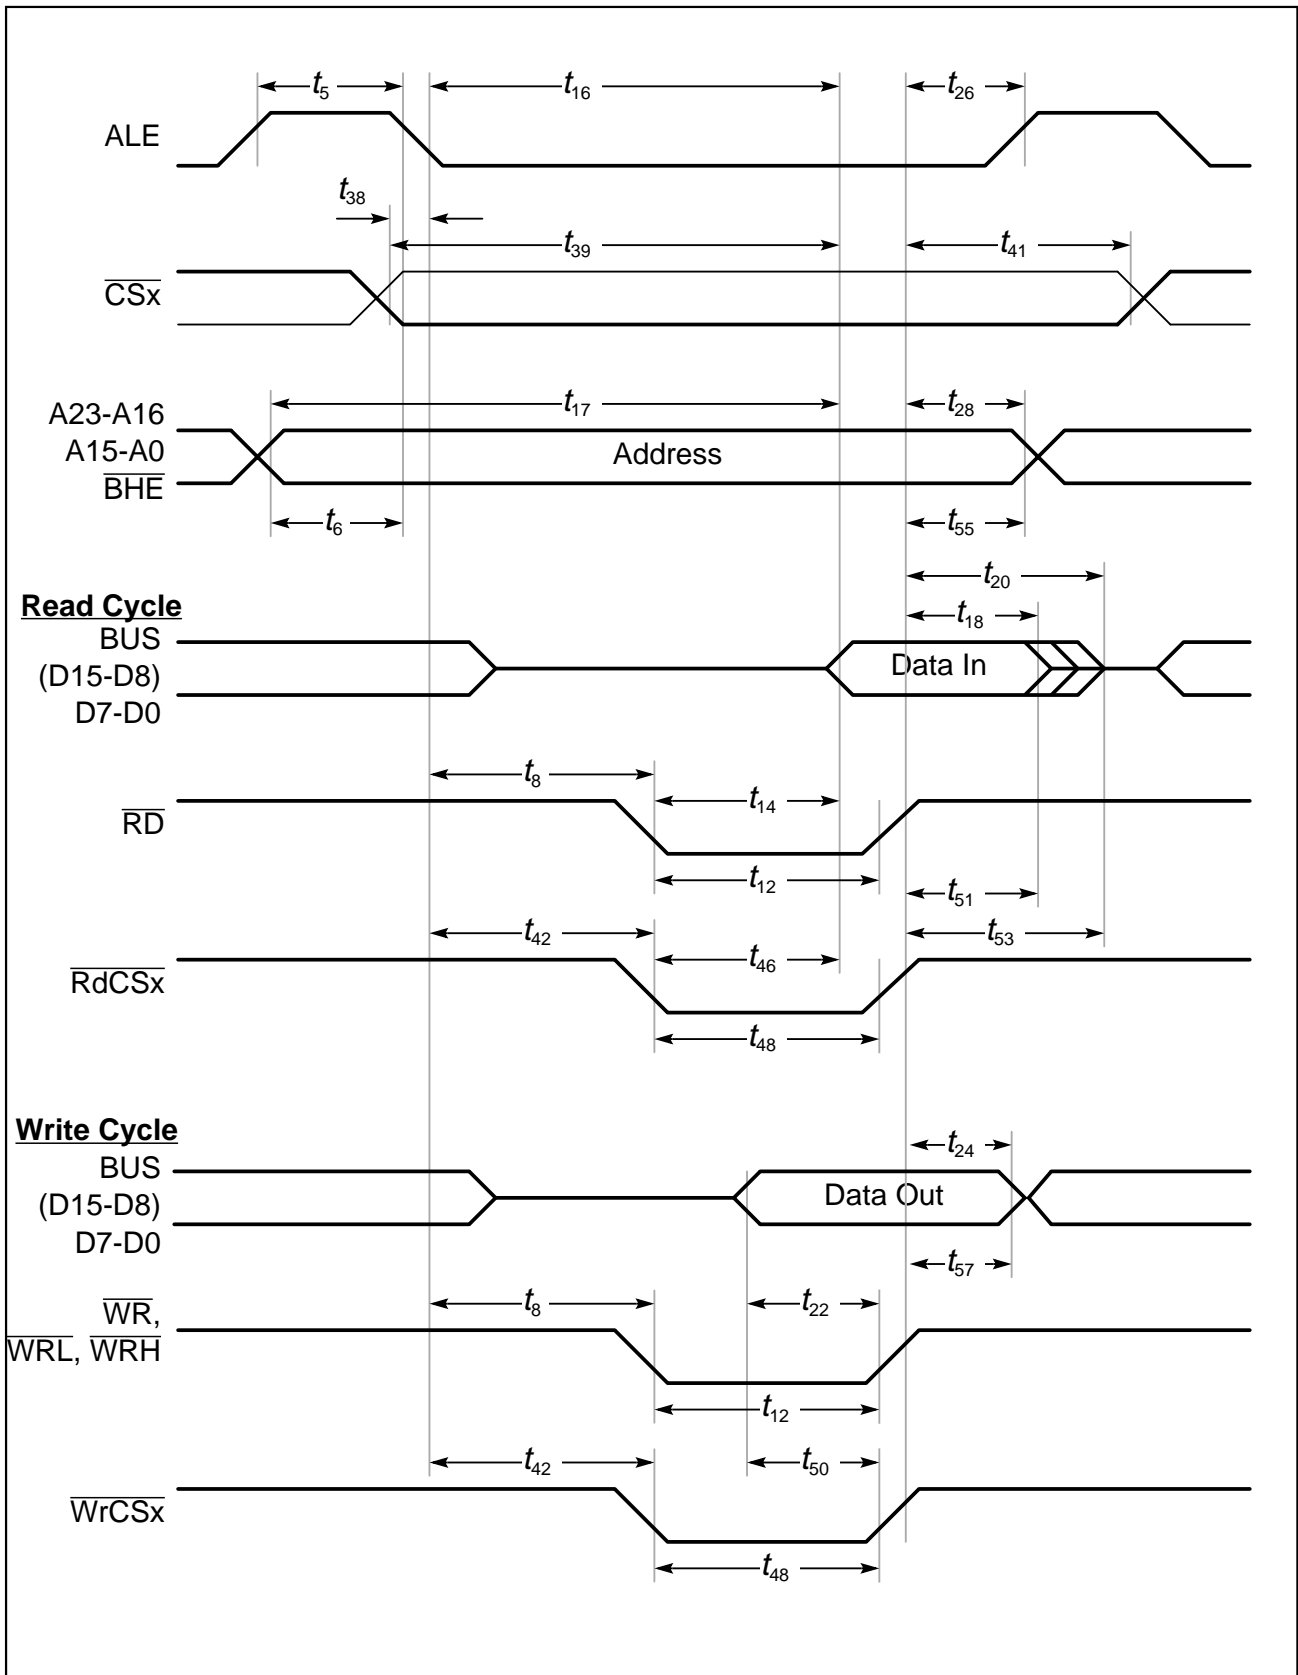 t5 t16 t26
ALE
t38
t39 t41
CSx
A23-A16 t17 t28
A15-A0 Address
BHE
t6 t55
t20
Read Cycle t18
BUS
(D15-D8) Data In
D7-D0
t8
t14
RD
t12 t51
t42 t53
t46
RdCSx
t48
Write Cycle
t24
BUS
(D15-D8) Data Out
D7-D0
t57
WR, t8 t22
WRL, WRH
t12
t42 t50
WrCSx
t48